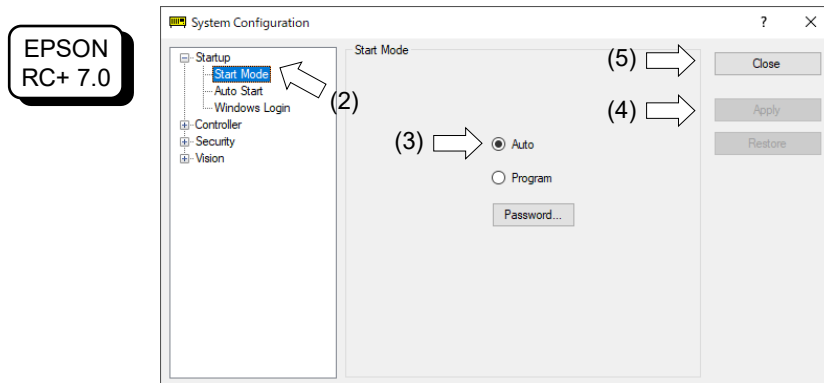 EPSON
RC+ 7.0
System Configuration
?
Startup
Start Mode
Auto Start
Windows Login
Controller
Security
Vision
(2)
Start Mode
(3)
Auto
Program
Password...
(5)
Close
(4)
Apply
Restore